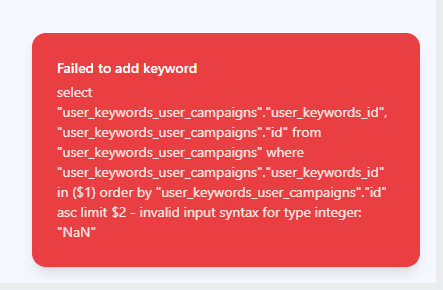 Failed to add keyword
select
"user_keywords_user_campaigns"."user_keywords_id",
"user_keywords_user_campaigns"."id" from
"user_keywords_user_campaigns" where
"user_keywords_user_campaigns"."user_keywords_id"
in ($1) order by "user_keywords_user_campaigns"."id"
asc limit $2 - invalid input syntax for type integer:
"NaN"